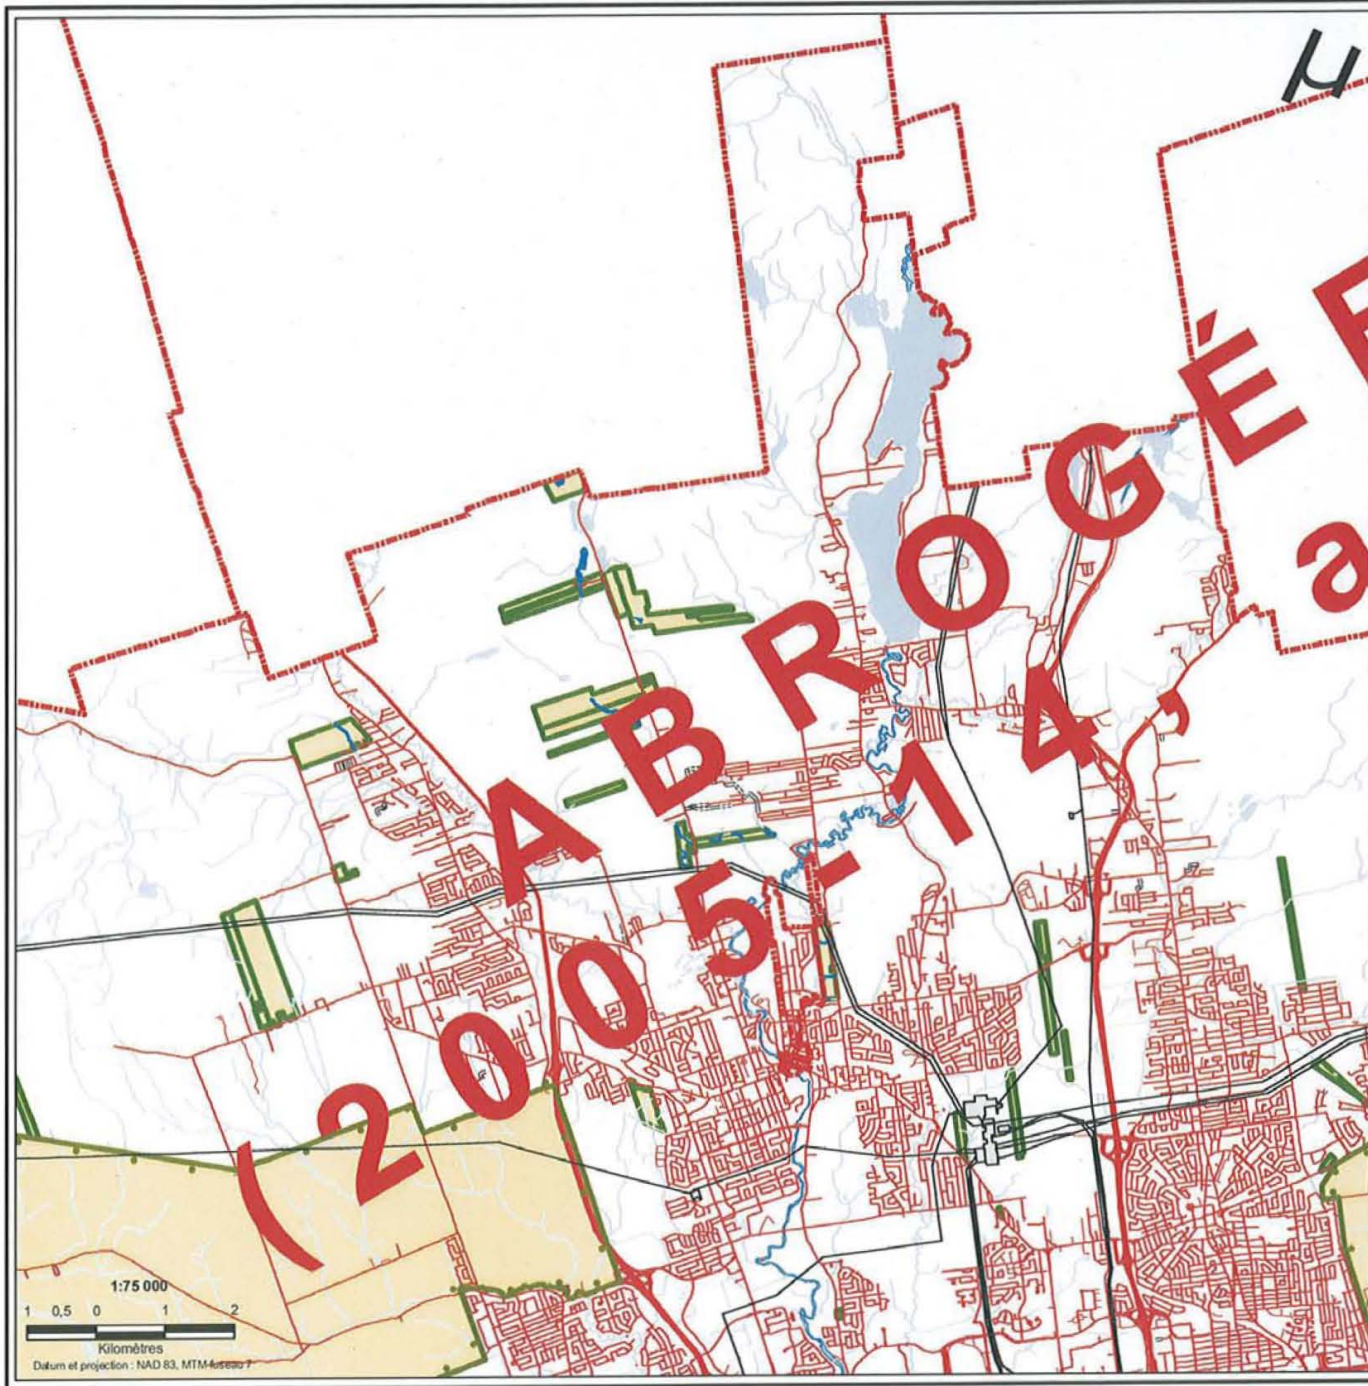 ABROGÉ
(2005-14, a
1:75 000
1 0,5 0 1 2
Kilomètres
Datum et projection : NAD 83, MTM fuseau 7